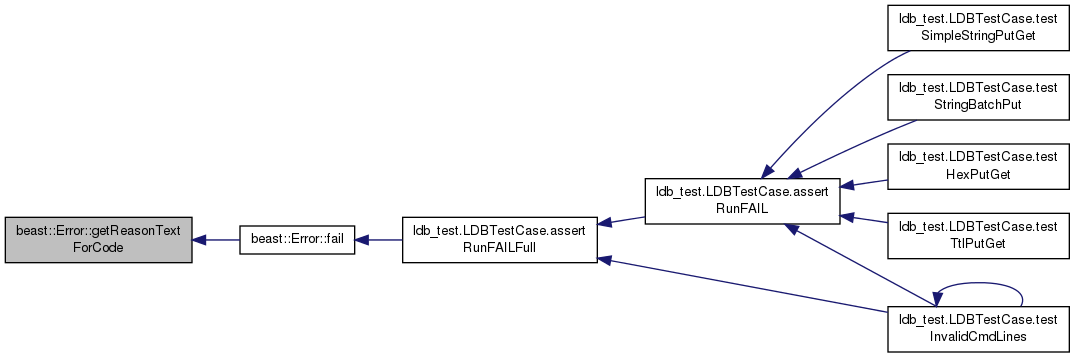 beast::Error::getReasonText
ForCode
beast::Error::fail
ldb_test.LDBTestCase.assert
RunFAILFull
ldb_test.LDBTestCase.assert
RunFAIL
ldb_test.LDBTestCase.test
SimpleStringPutGet
ldb_test.LDBTestCase.test
StringBatchPut
ldb_test.LDBTestCase.test
HexPutGet
ldb_test.LDBTestCase.test
TtlPutGet
ldb_test.LDBTestCase.test
InvalidCmdLines